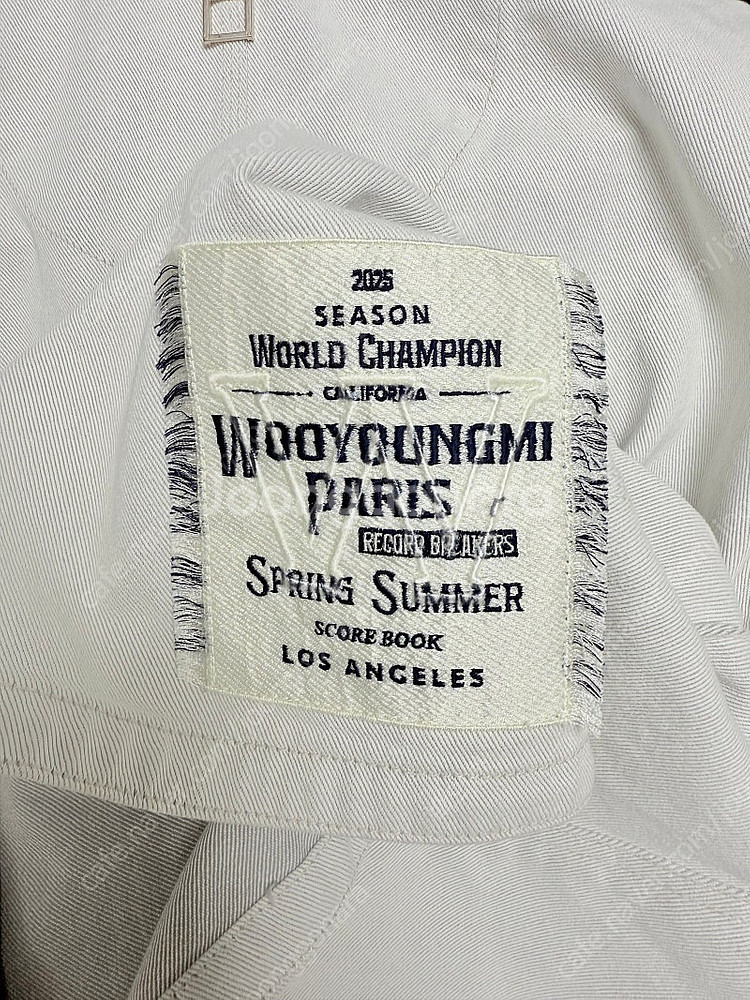 2025
SEASON
WORLD CHAMPION
CALIFORNIA
WOOYOUNGMI
PARIS
RECORD BREAKERS
SPRING SUMMER
SCORE BOOK
LOS ANGELES